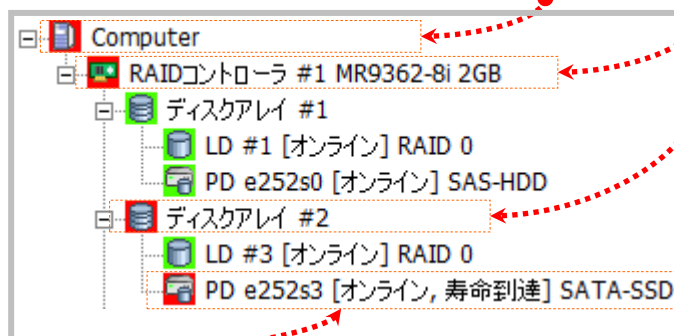 Computer
RAIDコントローラ #1 MR9362-8i 2GB
ディスクアレイ #1
LD #1 [オンライン] RAID 0
PD e252s0 [オンライン] SAS-HDD
ディスクアレイ #2
LD #3 [オンライン] RAID 0
PD e252s3 [オンライン, 寿命到達] SATA-SSD